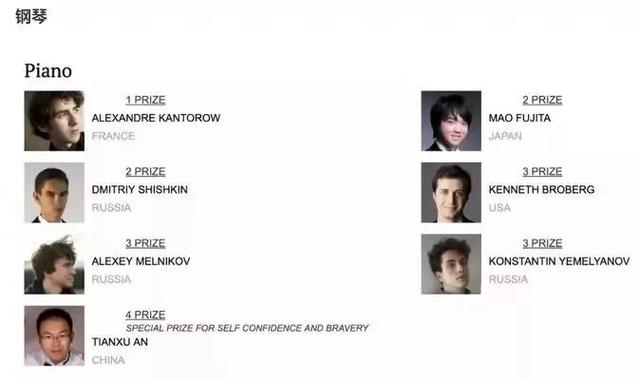 钢琴
Piano
1 PRIZE
ALEXANDRE KANTOROW
FRANCE
2 PRIZE
MAO FUJITA
JAPAN
2 PRIZE
DMITRIY SHISHKIN
RUSSIA
3 PRIZE
KENNETH BROBERG
USA
3 PRIZE
ALEXEY MELNIKOV
RUSSIA
3 PRIZE
KONSTANTIN YEMELYANOV
RUSSIA
4 PRIZE
SPECIAL PRIZE FOR SELF CONFIDENCE AND BRAVERY
TIANXU AN
CHINA